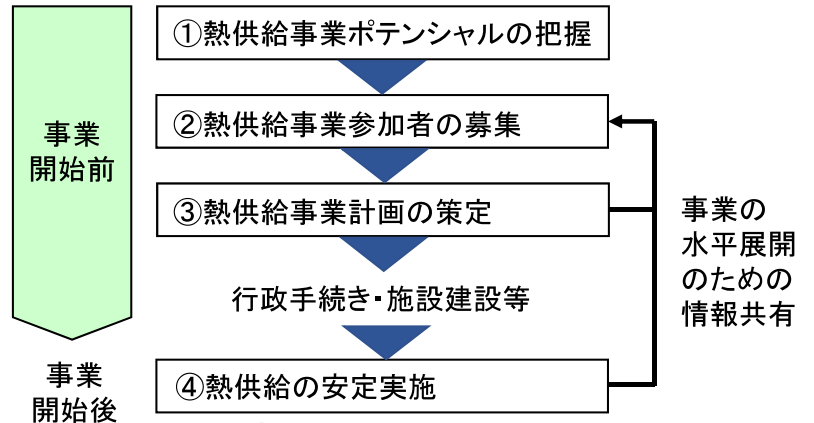 ①熱供給事業ポテンシャルの把握
②熱供給事業参加者の募集
事業
開始前
③熱供給事業計画の策定
事業の
水平展開
のための
情報共有
行政手続き・施設建設等
④熱供給の安定実施
事業
開始後